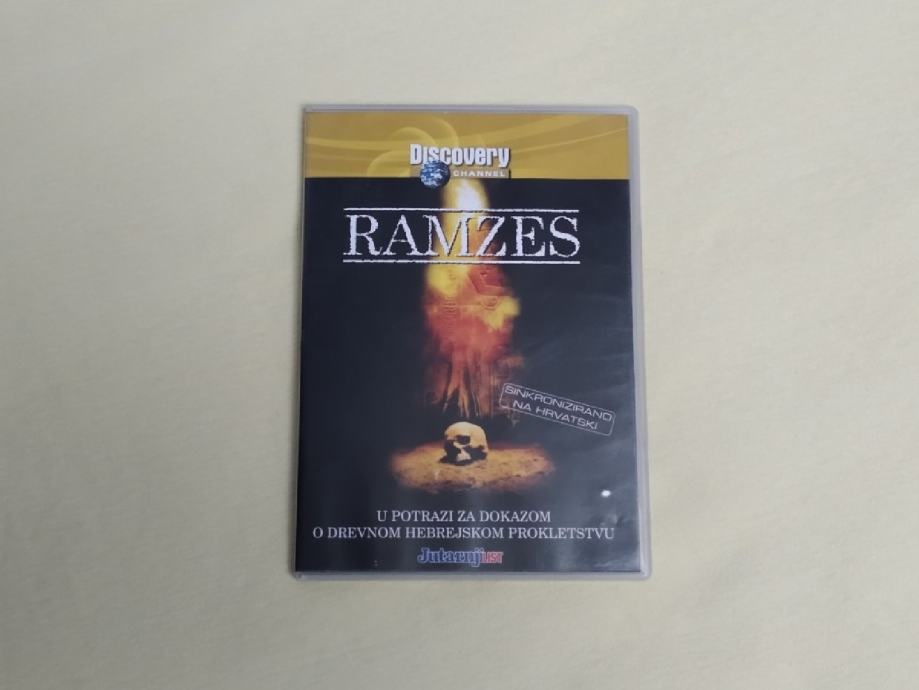 Discovery
CHANNEL
RAMZES
SINKRONIZIRANO
NA HRVATSKI
U POTRAZI ZA DOKAZOM
O DREVNOM HEBREJSKOM PROKLETSTVU
Jutarnji LIST